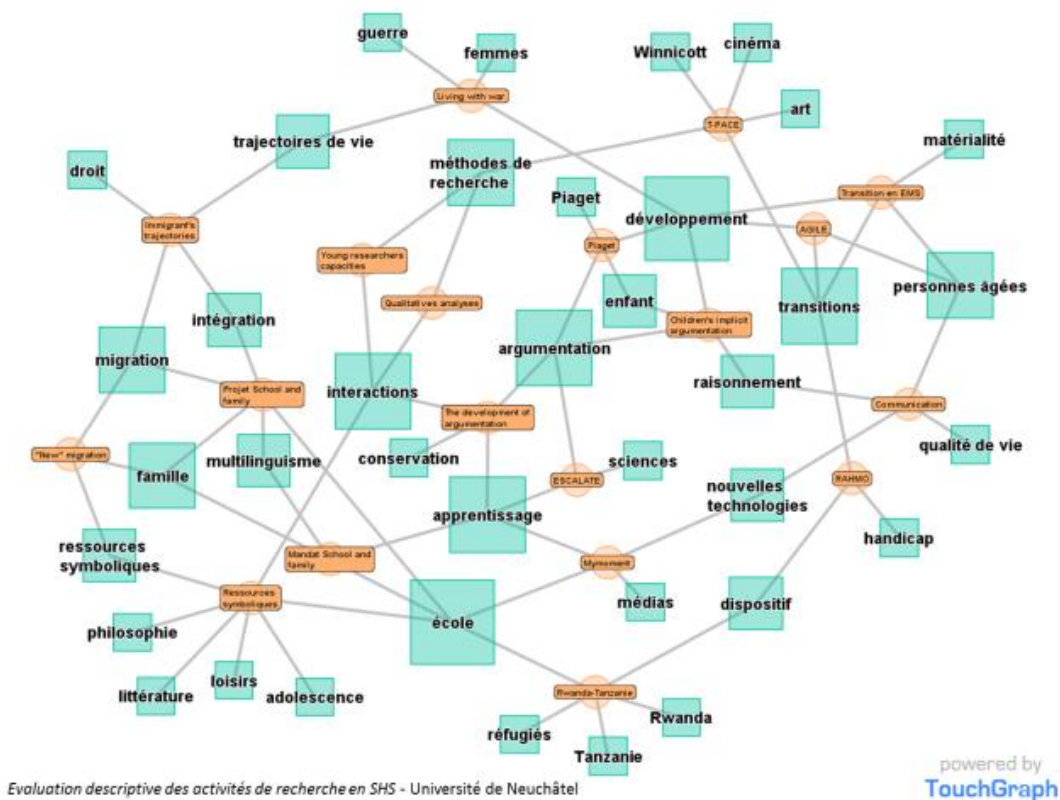 guerre
femmes
Living with war
Winnicott
cinéma
T-PACE
art
trajectoires de vie
méthodes de
recherche
matérialité
droit
Piaget
développement
Transition en EMS
Immigrant's
trajectories
Young researchers
capacities
Piaget
AGILE
Qualitatives analyses
enfant
transitions
personnes âgées
intégration
Children's implicit
argumentation
migration
argumentation
Projet School and
family
interactions
raisonnement
The development of
argumentation
Communication
"New" migration
famille
multilinguisme
conservation
sciences
qualité de vie
ESCALATE
RAHMO
nouvelles
technologies
apprentissage
handicap
ressources
symboliques
Mandat School and
family
Mymoment
Ressources
symboliques
médias
dispositif
école
philosophie
littérature
loisirs
adolescence
Rwanda-Tanzanie
réfugiés
Rwanda
Tanzanie
powered by
TouchGraph
Evaluation descriptive des activités de recherche en SHS - Université de Neuchâtel